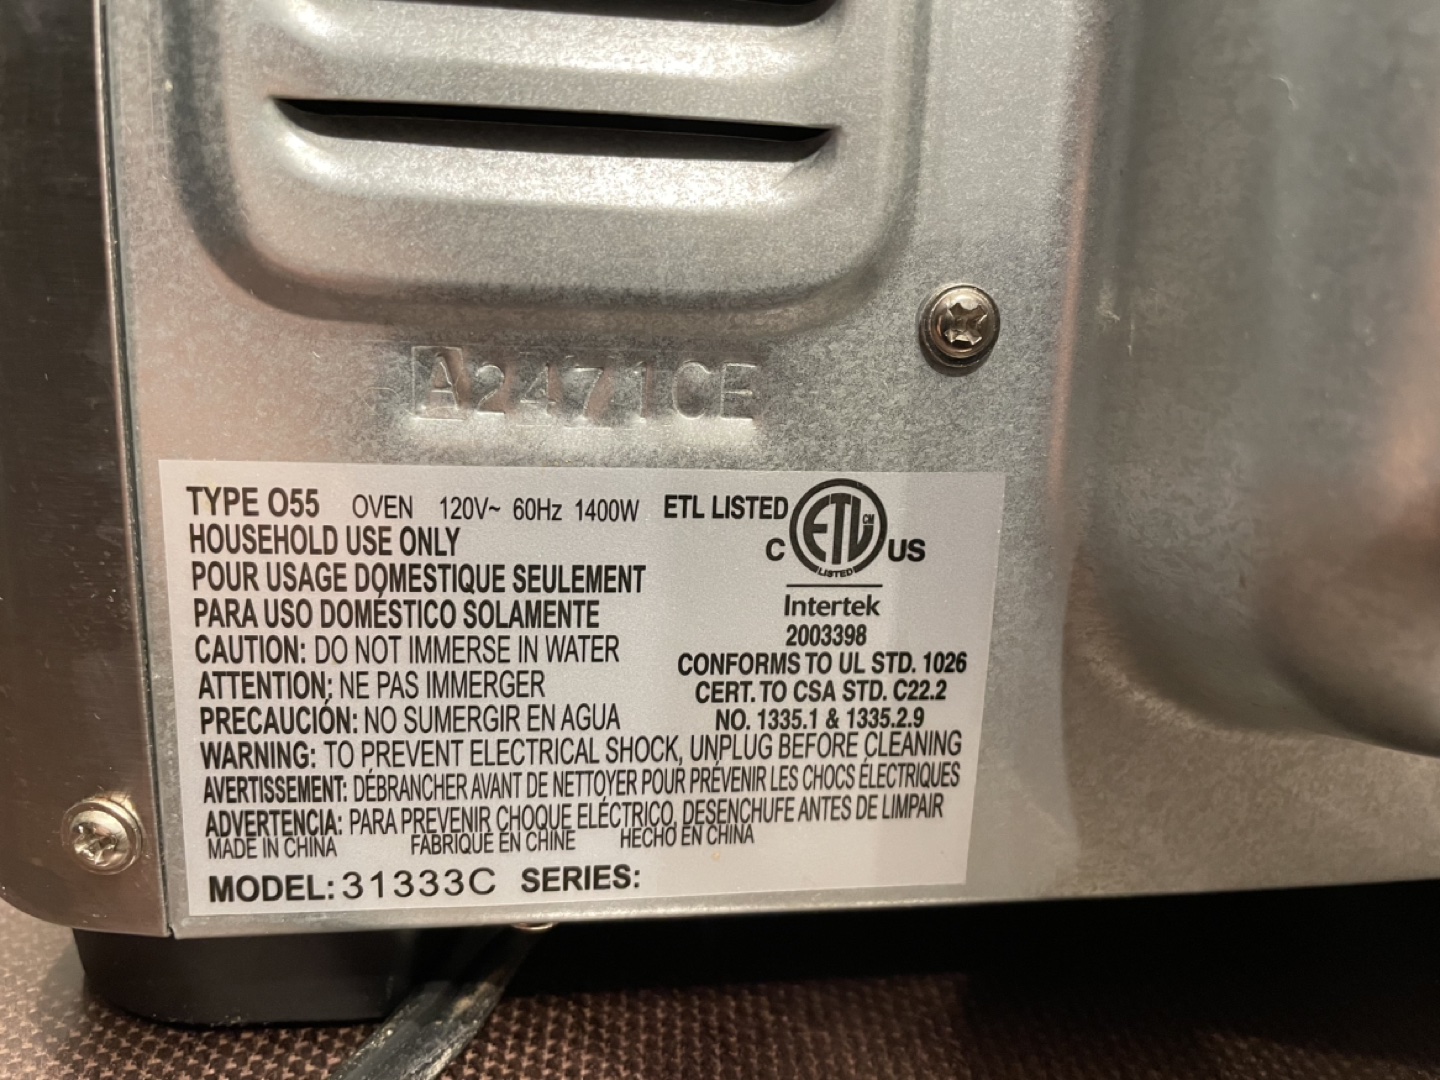 A2471CE
TYPE O55 OVEN 120V~ 60Hz 1400W ETL LISTED
HOUSEHOLD USE ONLY
POUR USAGE DOMESTIQUE SEULEMENT
PARA USO DOMÉSTICO SOLAMENTE
CAUTION: DO NOT IMMERSE IN WATER
ATTENTION: NE PAS IMMERGER
PRECAUCIÓN: NO SUMERGIR EN AGUA
ETL CM
LISTED
C US
Intertek
2003398
CONFORMS TO UL STD. 1026
CERT. TO CSA STD. C22.2
NO. 1335.1 & 1335.2.9
WARNING: TO PREVENT ELECTRICAL SHOCK, UNPLUG BEFORE CLEANING
AVERTISSEMENT: DÉBRANCHER AVANT DE NETTOYER POUR PRÉVENIR LES CHOCS ÉLECTRIQUES
ADVERTENCIA: PARA PREVENIR CHOQUE ELÉCTRICO, DESENCHUFE ANTES DE LIMPIAR
MADE IN CHINA FABRIQUÉ EN CHINE HECHO EN CHINA
MODEL: 31333C SERIES: